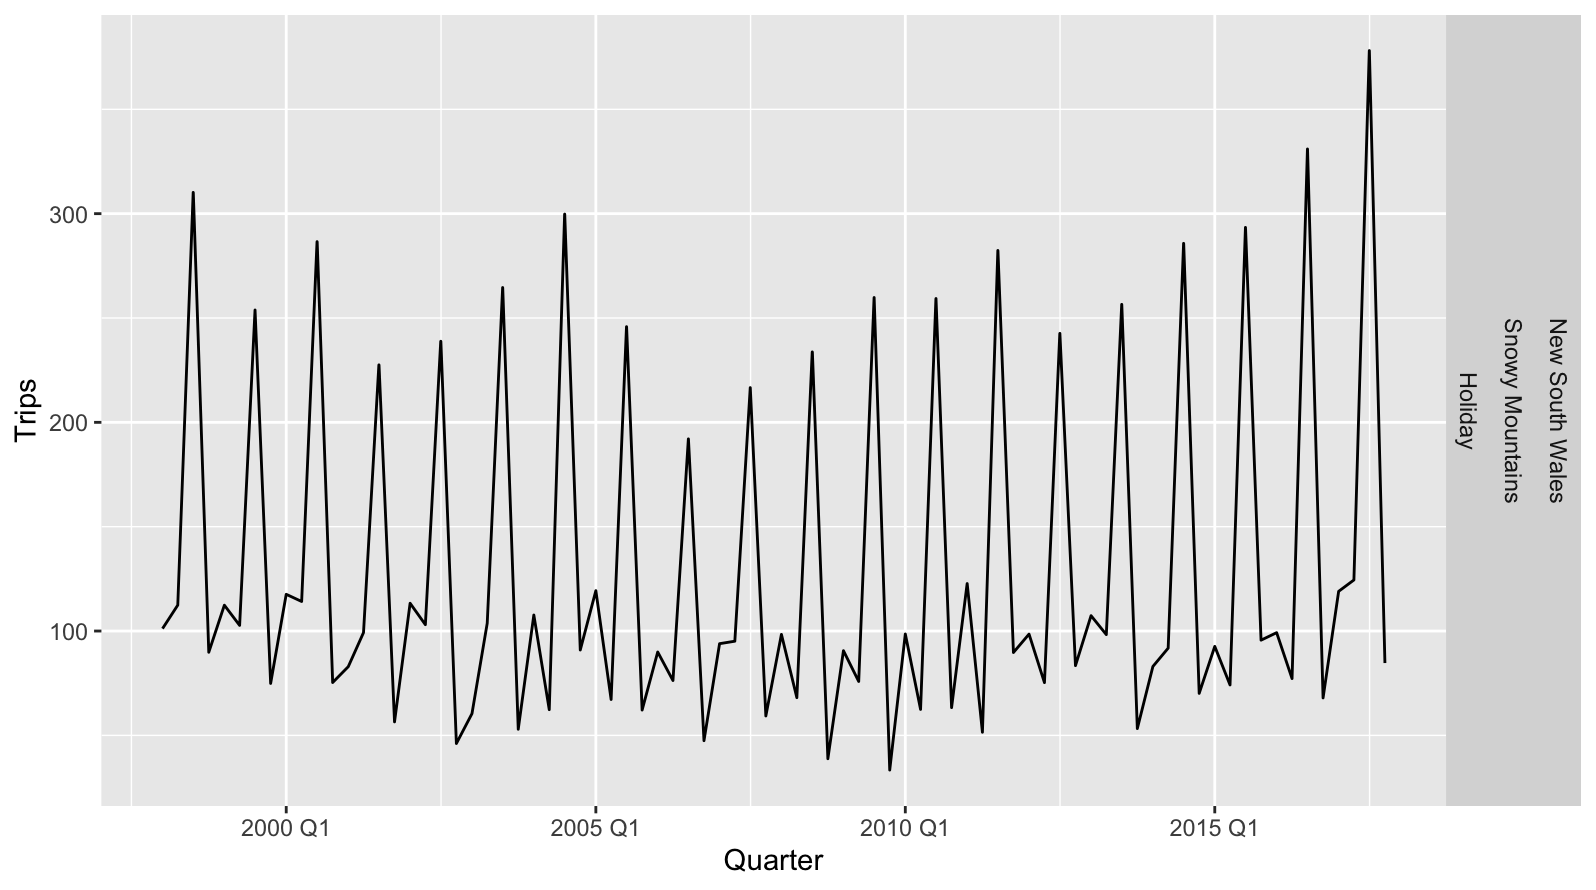 300
200
100
Trips
2000 Q1
2005 Q1
2010 Q1
2015 Q1
Quarter
New South Wales
Snowy Mountains
Holiday